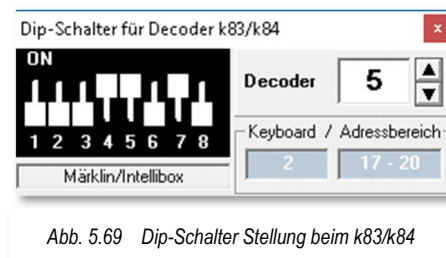 Dip-Schalter für Decoder k83/k84 x
ON
1 2 3 4 5 6 7 8
Märklin/Intellibox
Decoder 5
Keyboard / Adressbereich
2 17 - 20
Abb. 5.69 Dip-Schalter Stellung beim k83/k84